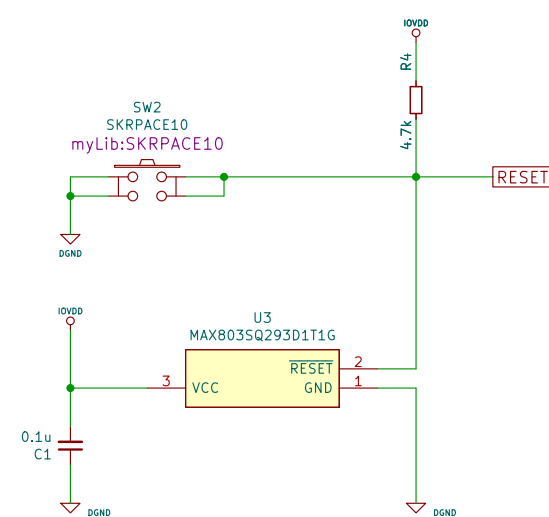 IOVDD
R4
4.7k
SW2
SKRPACE10
myLib:SKRPACE10
RESET
DGND
IOVDD
U3
MAX803SQ293D1T1G
RESET 2
3 VCC GND 1
0.1u
C1
DGND
DGND